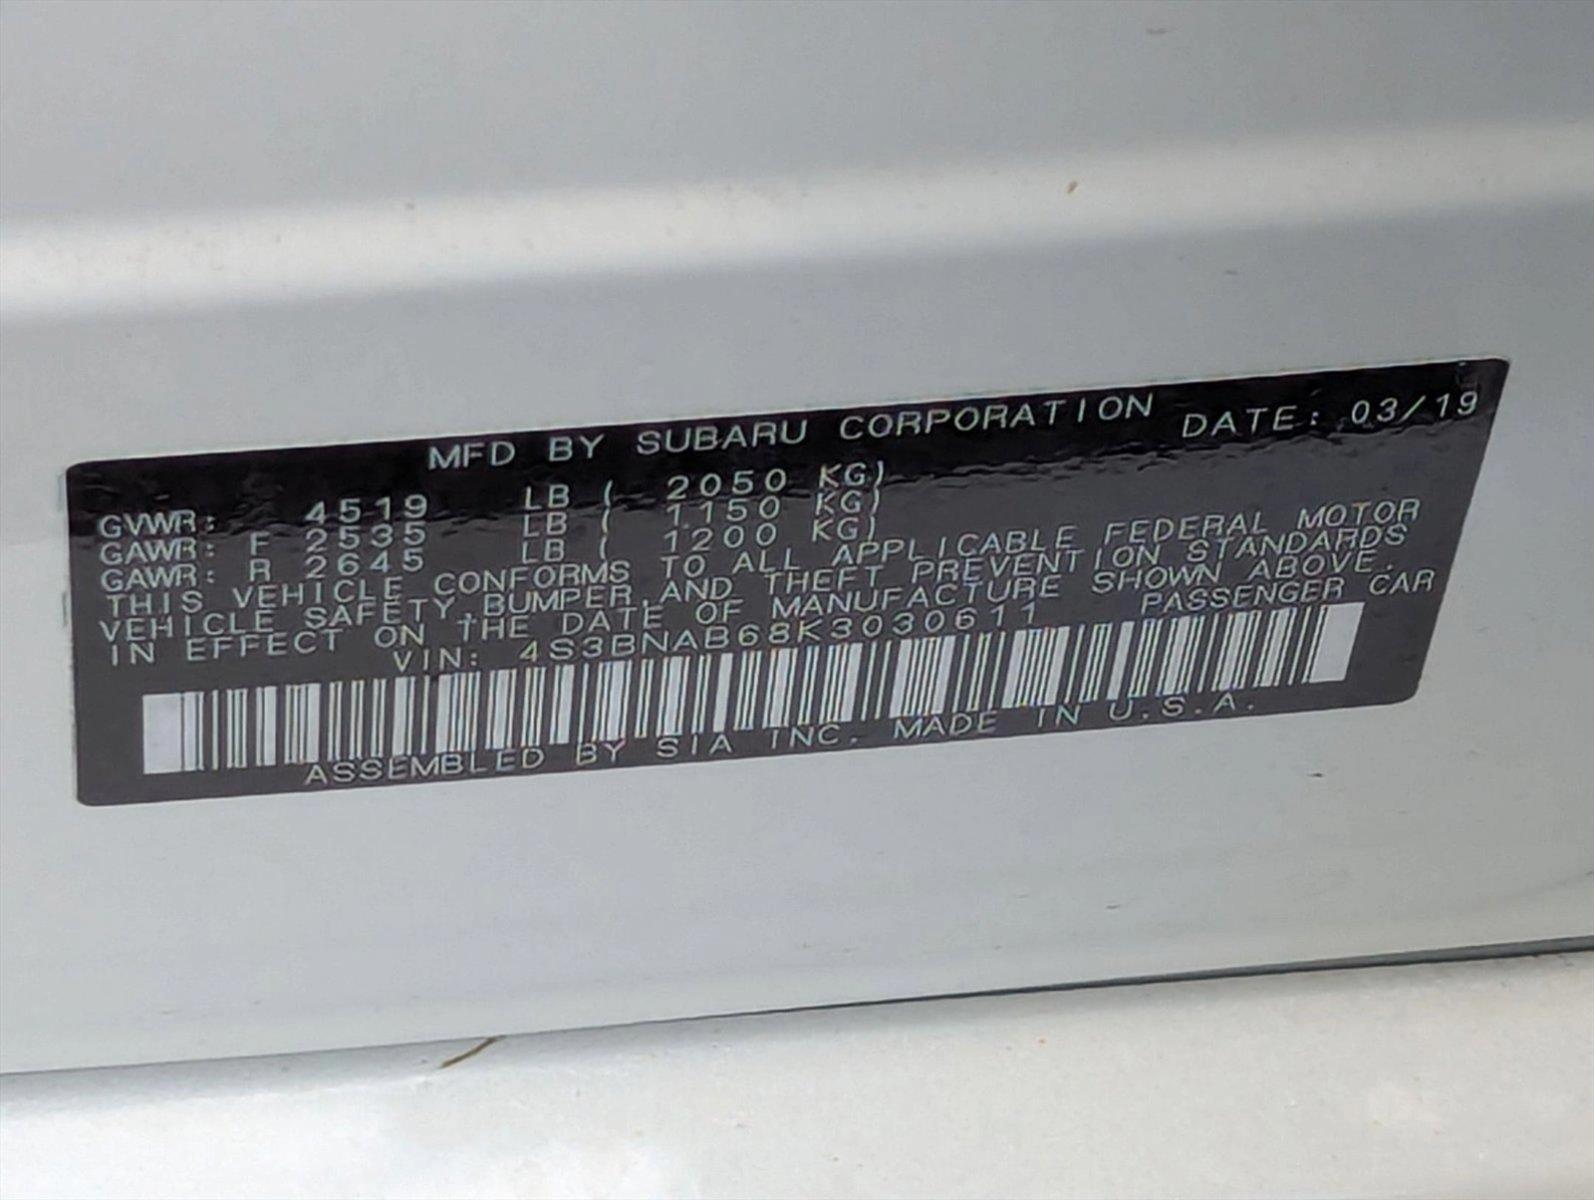 MFD BY SUBARU CORPORATION DATE: 03/19
GVWR: 4519 LB ( 2050 KG)
GAWR: F 2535 LB ( 1150 KG)
GAWR: R 2645 LB ( 1200 KG)
THIS VEHICLE CONFORMS TO ALL APPLICABLE FEDERAL MOTOR
VEHICLE SAFETY,BUMPER,AND THEFT PREVENTION STANDARDS
IN EFFECT ON THE DATE OF MANUFACTURE SHOWN ABOVE.
VIN: 4S3BNAB68K3030611 PASSENGER CAR
ASSEMBLED BY SIA INC. MADE IN U.S.A.